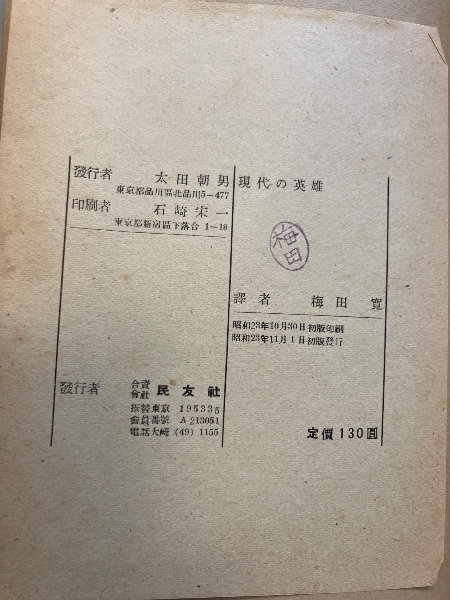 現代の英雄
梅田
譯者 梅田寬
昭和23年10月30日初版印刷
昭和23年11月1日初版發行
定價130圓
發行者 太田朝男
東京都品川區北品川5-477
印刷者 石崎宋一
東京都新宿區下落合 1-18
發行者 合資會社 民友社
振替東京 195335
會員番號 A 213051
電話大崎 (49) 1155